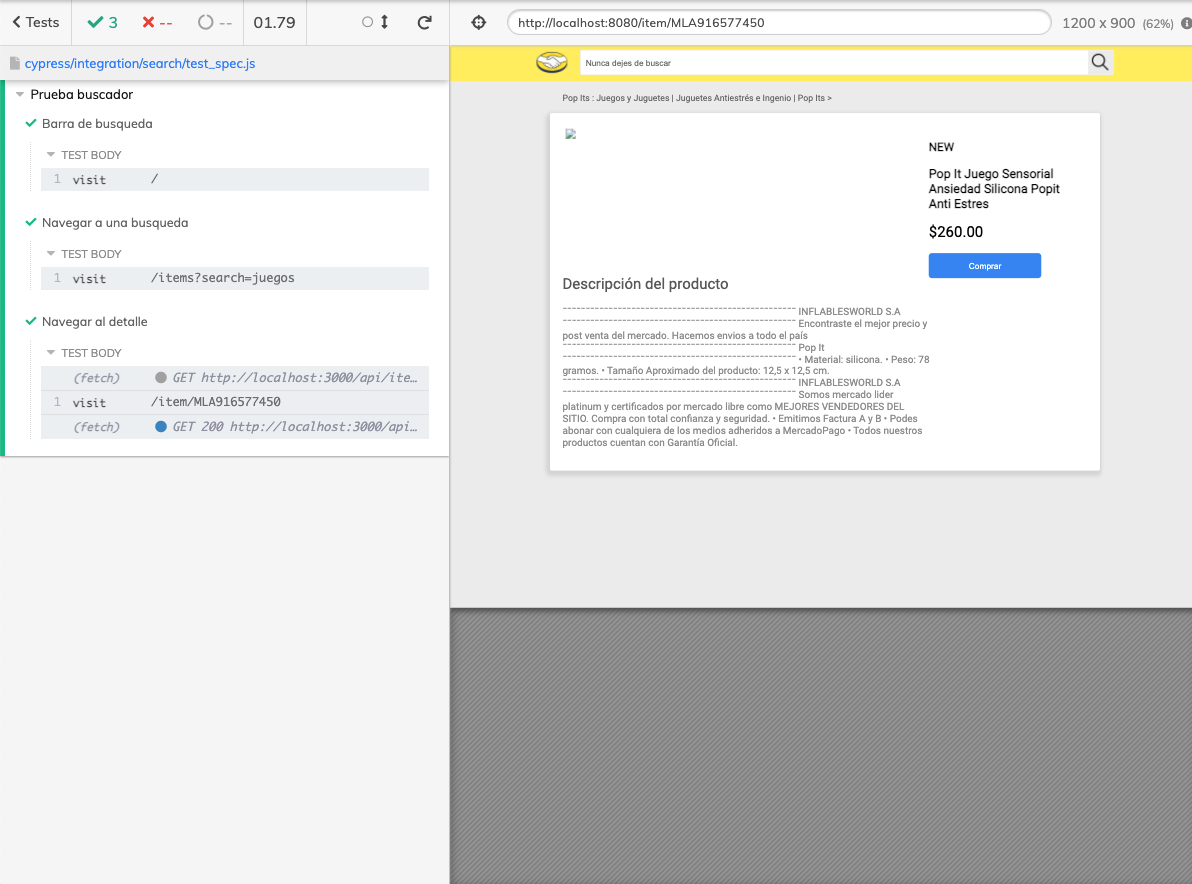 Tests 3 -- -- 01.79
http://localhost:8080/item/MLA916577450 1200 x 900 (62%)
cypress/integration/search/test_spec.js
Prueba buscador
Barra de busqueda
TEST BODY
1 visit /
Navegar a una busqueda
TEST BODY
1 visit /items?search=juegos
Navegar al detalle
TEST BODY
(fetch) GET http://localhost:3000/api/ite…
1 visit /item/MLA916577450
(fetch) GET 200 http://localhost:3000/api…
Nunca dejes de buscar
Pop Its : Juegos y Juguetes | Juguetes Antiestrés e Ingenio | Pop Its >
NEW
Pop It Juego Sensorial
Ansiedad Silicona Popit
Anti Estres
$260.00
Comprar
Descripción del producto
---------------------------------------------------- INFLABLESWORLD S.A
---------------------------------------------------- Encontraste el mejor precio y
post venta del mercado. Hacemos envios a todo el país
---------------------------------------------------- Pop It
---------------------------------------------------- • Material: silicona. • Peso: 78
gramos. • Tamaño Aproximado del producto: 12,5 x 12,5 cm.
---------------------------------------------------- INFLABLESWORLD S.A
---------------------------------------------------- Somos mercado lider
platinum y certificados por mercado libre como MEJORES VENDEDORES DEL
SITIO. Compra con total confianza y seguridad. • Emitimos Factura A y B • Podes
abonar con cualquiera de los medios adheridos a MercadoPago • Todos nuestros
productos cuentan con Garantía Oficial.